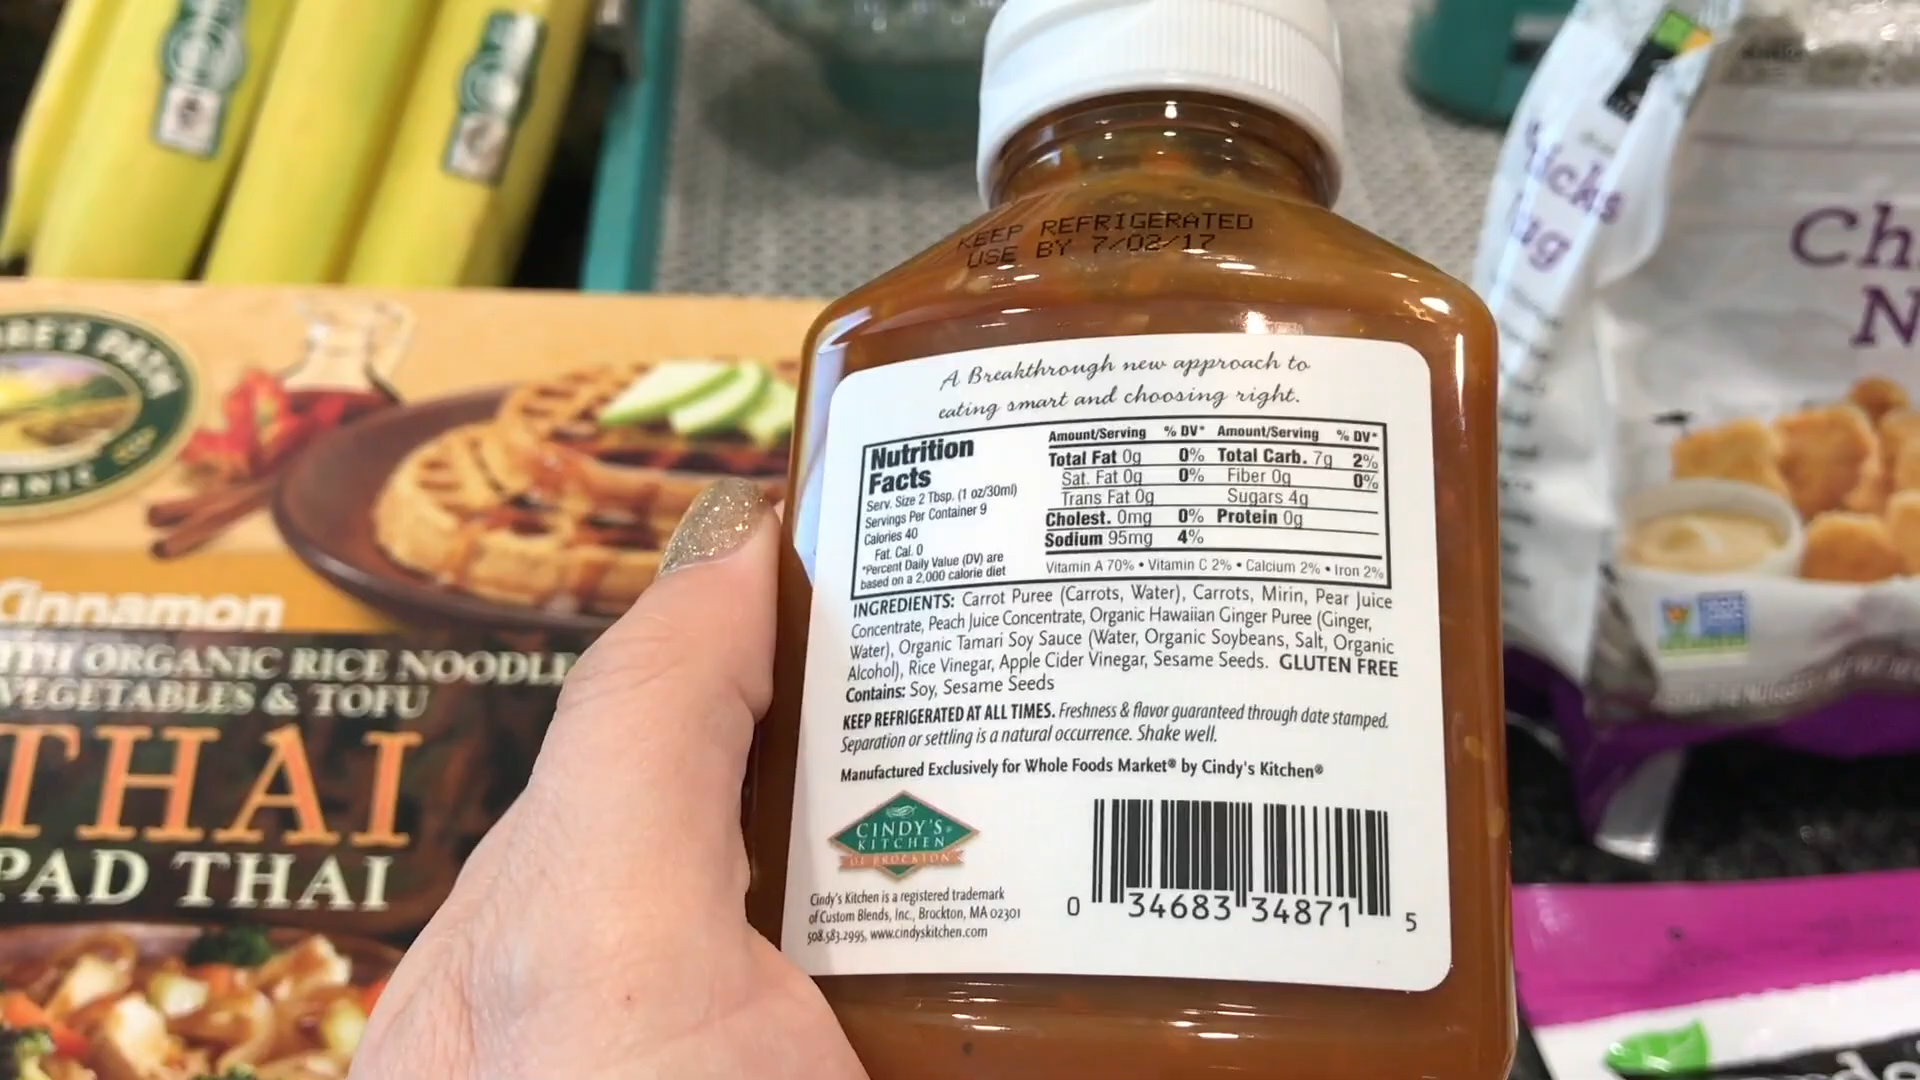 KEEP REFRIGERATED
USE BY 7/02/17
A Breakthrough new approach to
eating smart and choosing right.
Nutrition
Facts
Serv. Size 2 Tbsp. (1 oz/30ml)
Servings Per Container 9
Calories 40
Fat. Cal. 0
*Percent Daily Value (DV) are
based on a 2,000 calorie diet
Amount/Serving % DV* Amount/Serving % DV*
Total Fat 0g 0% Total Carb. 7g 2%
Sat. Fat 0g 0% Fiber 0g 0%
Trans Fat 0g Sugars 4g
Cholest. 0mg 0% Protein 0g
Sodium 95mg 4%
Vitamin A 70% • Vitamin C 2% • Calcium 2% • Iron 2%
INGREDIENTS: Carrot Puree (Carrots, Water), Carrots, Mirin, Pear Juice
Concentrate, Peach Juice Concentrate, Organic Hawaiian Ginger Puree (Ginger,
Water), Organic Tamari Soy Sauce (Water, Organic Soybeans, Salt, Organic
Alcohol), Rice Vinegar, Apple Cider Vinegar, Sesame Seeds. GLUTEN FREE
Contains: Soy, Sesame Seeds
KEEP REFRIGERATED AT ALL TIMES. Freshness & flavor guaranteed through date stamped.
Separation or settling is a natural occurrence. Shake well.
Manufactured Exclusively for Whole Foods Market® by Cindy's Kitchen®
CINDY'S®
KITCHEN
OF BROCKTON
Cindy's Kitchen is a registered trademark
of Custom Blends, Inc., Brockton, MA 02301
508.583.2995, www.cindyskitchen.com
0 34683 34871 5
PATH
Cinnamon
ORGANIC RICE NOODLE
VEGETABLES & TOFU
THAI
PAD THAI
Ch
N